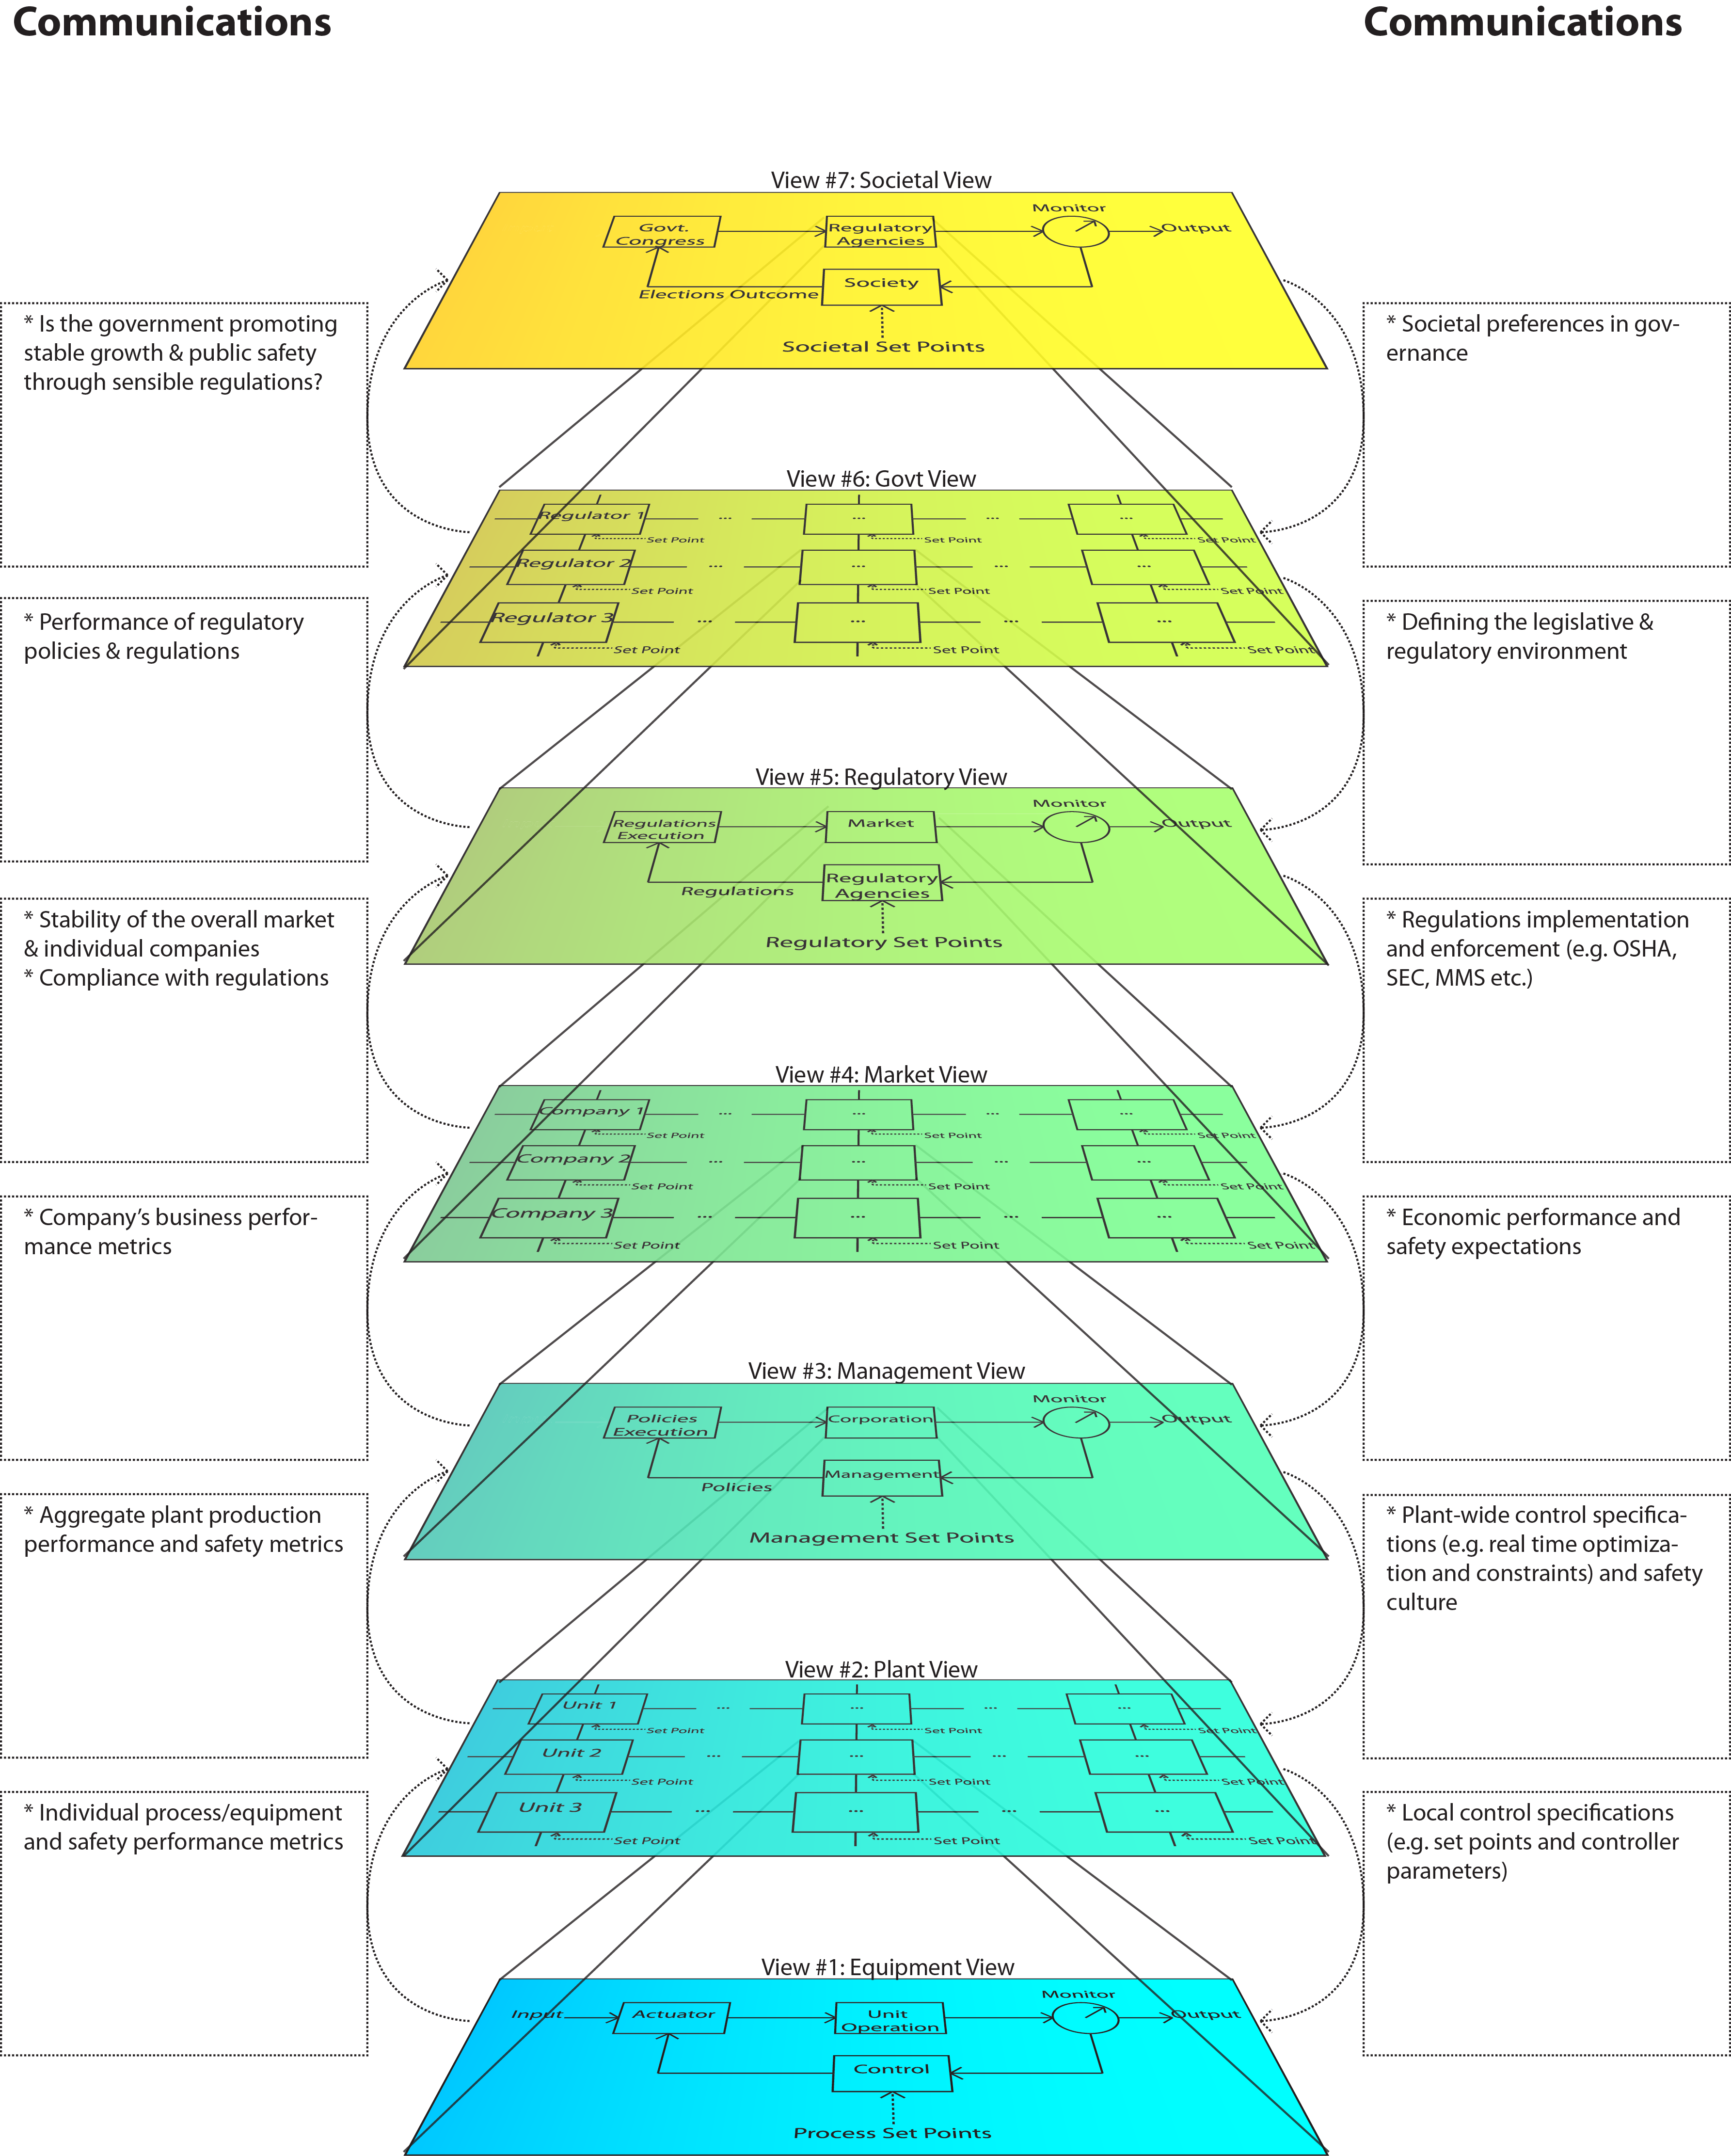 Communications
Communications
View #7: Societal View
Monitor
Govt.
Congress
Regulatory
Agencies
Output
Society
Elections Outcome
Societal Set Points
* Is the government promoting
stable growth & public safety
through sensible regulations?
* Societal preferences in gov-
ernance
View #6: Govt View
Regulator 1
...
...
...
...
Set Point
Set Point
Set Point
Regulator 2
...
...
...
...
Set Point
Set Point
Set Point
Regulator 3
...
...
...
...
Set Point
Set Point
Set Point
* Performance of regulatory
policies & regulations
* Defining the legislative &
regulatory environment
View #5: Regulatory View
Monitor
Regulations
Execution
Market
Output
Regulatory
Agencies
Regulations
Regulatory Set Points
* Stability of the overall market
& individual companies
* Compliance with regulations
* Regulations implementation
and enforcement (e.g. OSHA,
SEC, MMS etc.)
View #4: Market View
Company 1
...
...
...
...
Set Point
Set Point
Set Point
Company 2
...
...
...
...
Set Point
Set Point
Set Point
Company 3
...
...
...
...
Set Point
Set Point
Set Point
* Company's business perfor-
mance metrics
* Economic performance and
safety expectations
View #3: Management View
Monitor
Policies
Execution
Corporation
Output
Management
Policies
Management Set Points
* Aggregate plant production
performance and safety metrics
* Plant-wide control specifica-
tions (e.g. real time optimiza-
tion and constraints) and safety
culture
View #2: Plant View
Unit 1
...
...
...
...
Set Point
Set Point
Set Point
Unit 2
...
...
...
...
Set Point
Set Point
Set Point
Unit 3
...
...
...
...
Set Point
Set Point
Set Point
* Individual process/equipment
and safety performance metrics
* Local control specifications
(e.g. set points and controller
parameters)
View #1: Equipment View
Monitor
Input
Actuator
Unit
Operation
Output
Control
Process Set Points